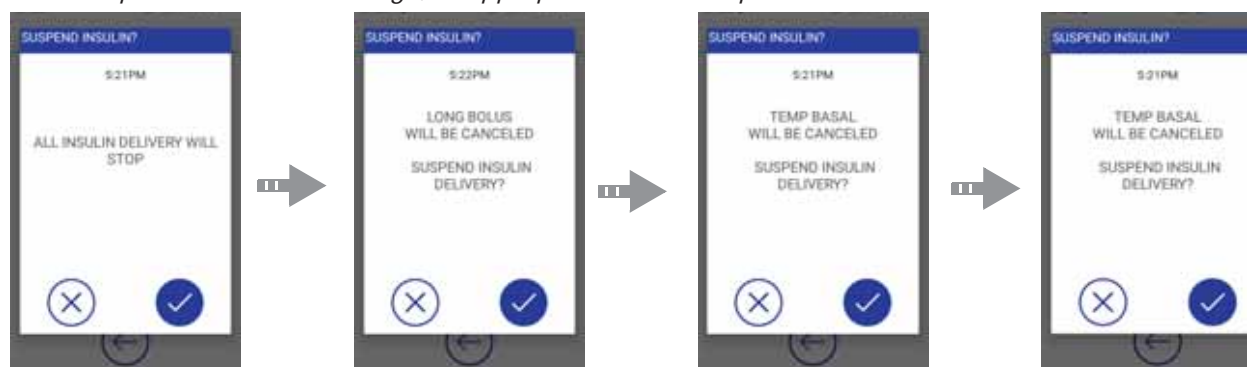 SUSPEND INSULIN?
5:21PM
ALL INSULIN DELIVERY WILL
STOP
SUSPEND INSULIN?
5:22PM
LONG BOLUS
WILL BE CANCELED
SUSPEND INSULIN
DELIVERY?
SUSPEND INSULIN?
5:21PM
TEMP BASAL
WILL BE CANCELED
SUSPEND INSULIN
DELIVERY?
SUSPEND INSULIN?
5:21PM
TEMP BASAL
WILL BE CANCELED
SUSPEND INSULIN
DELIVERY?